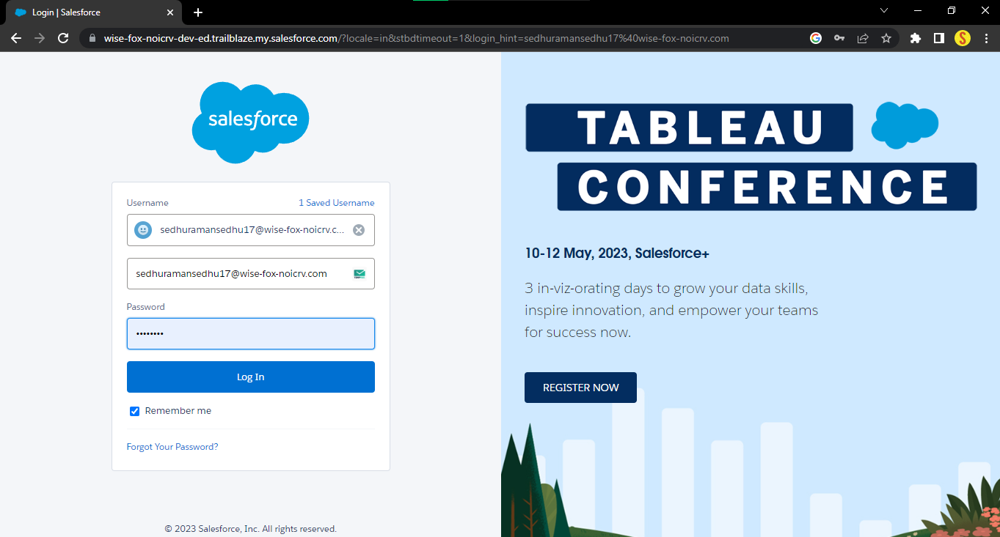 Login | Salesforce
wise-fox-noicrv-dev-ed.trailblaze.my.salesforce.com/?locale=in&stbdtimeout=1&login_hint=sedhuramansedhu17%40wise-fox-noicrv.com
S
salesforce
Username 1 Saved Username
sedhuramansedhu17@wise-fox-noicrv.c...
sedhuramansedhu17@wise-fox-noicrv.com
Password
••••••••
Log In
Remember me
Forgot Your Password?
© 2023 Salesforce, Inc. All rights reserved.
TABLEAU
CONFERENCE
10-12 May, 2023, Salesforce+
3 in-viz-orating days to grow your data skills,
inspire innovation, and empower your teams
for success now.
REGISTER NOW